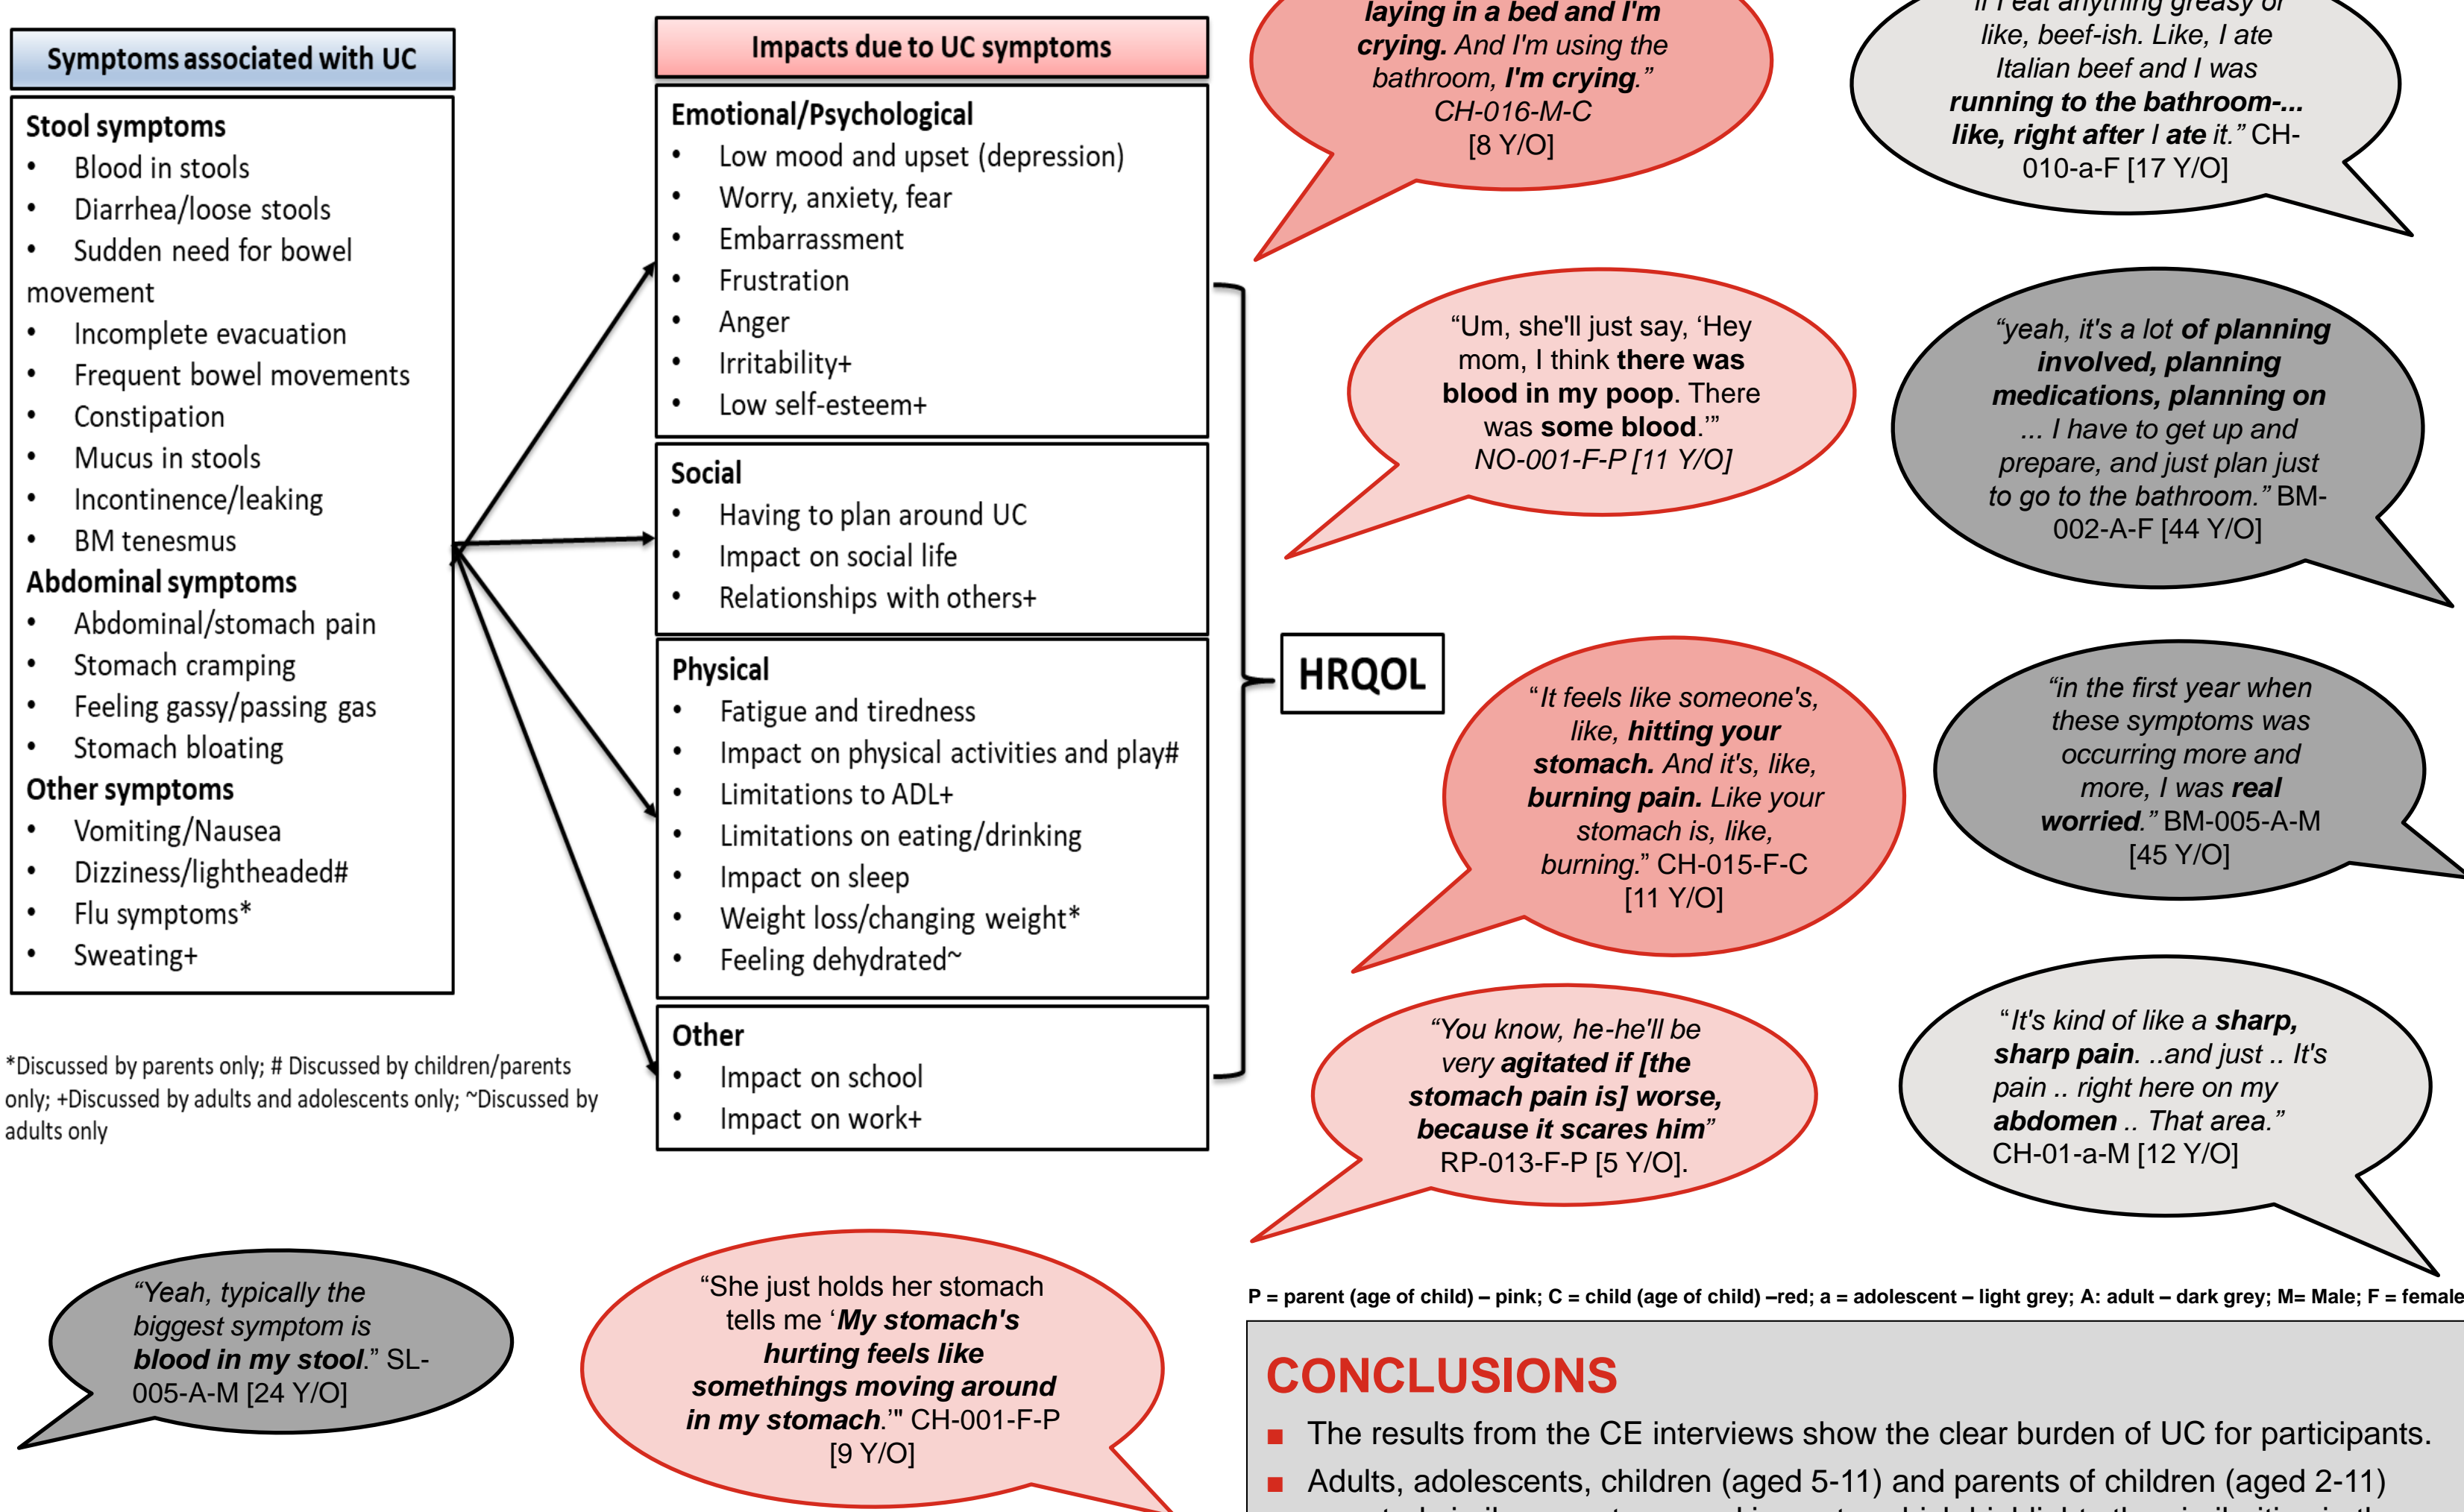 Symptoms associated with UC
Stool symptoms
• Blood in stools
• Diarrhea/loose stools
• Sudden need for bowel
movement
• Incomplete evacuation
• Frequent bowel movements
• Constipation
• Mucus in stools
• Incontinence/leaking
• BM tenesmus
Abdominal symptoms
• Abdominal/stomach pain
• Stomach cramping
• Feeling gassy/passing gas
• Stomach bloating
Other symptoms
• Vomiting/Nausea
• Dizziness/lightheaded#
• Flu symptoms*
• Sweating+
*Discussed by parents only; # Discussed by children/parents
only; +Discussed by adults and adolescents only; ~Discussed by
adults only
Impacts due to UC symptoms
Emotional/Psychological
• Low mood and upset (depression)
• Worry, anxiety, fear
• Embarrassment
• Frustration
• Anger
• Irritability+
• Low self-esteem+
Social
• Having to plan around UC
• Impact on social life
• Relationships with others+
Physical
• Fatigue and tiredness
• Impact on physical activities and play#
• Limitations to ADL+
• Limitations on eating/drinking
• Impact on sleep
• Weight loss/changing weight*
• Feeling dehydrated~
Other
• Impact on school
• Impact on work+
HRQOL
laying in a bed and I'm
crying. And I'm using the
bathroom, I'm crying.”
CH-016-M-C
[8 Y/O]
if I eat anything greasy or
like, beef-ish. Like, I ate
Italian beef and I was
running to the bathroom-...
like, right after I ate it.” CH-
010-a-F [17 Y/O]
“Um, she'll just say, ‘Hey
mom, I think there was
blood in my poop. There
was some blood.’”
NO-001-F-P [11 Y/O]
“yeah, it's a lot of planning
involved, planning
medications, planning on
... I have to get up and
prepare, and just plan just
to go to the bathroom.” BM-
002-A-F [44 Y/O]
“It feels like someone's,
like, hitting your
stomach. And it's, like,
burning pain. Like your
stomach is, like,
burning.” CH-015-F-C
[11 Y/O]
“in the first year when
these symptoms was
occurring more and
more, I was real
worried.” BM-005-A-M
[45 Y/O]
“You know, he-he'll be
very agitated if [the
stomach pain is] worse,
because it scares him”
RP-013-F-P [5 Y/O].
“It's kind of like a sharp,
sharp pain. ..and just .. It's
pain .. right here on my
abdomen .. That area.”
CH-01-a-M [12 Y/O]
“Yeah, typically the
biggest symptom is
blood in my stool.” SL-
005-A-M [24 Y/O]
“She just holds her stomach
tells me ‘My stomach's
hurting feels like
somethings moving around
in my stomach.’" CH-001-F-P
[9 Y/O]
P = parent (age of child) – pink; C = child (age of child) –red; a = adolescent – light grey; A: adult – dark grey; M= Male; F = female
CONCLUSIONS
■ The results from the CE interviews show the clear burden of UC for participants.
■ Adults, adolescents, children (aged 5-11) and parents of children (aged 2-11)